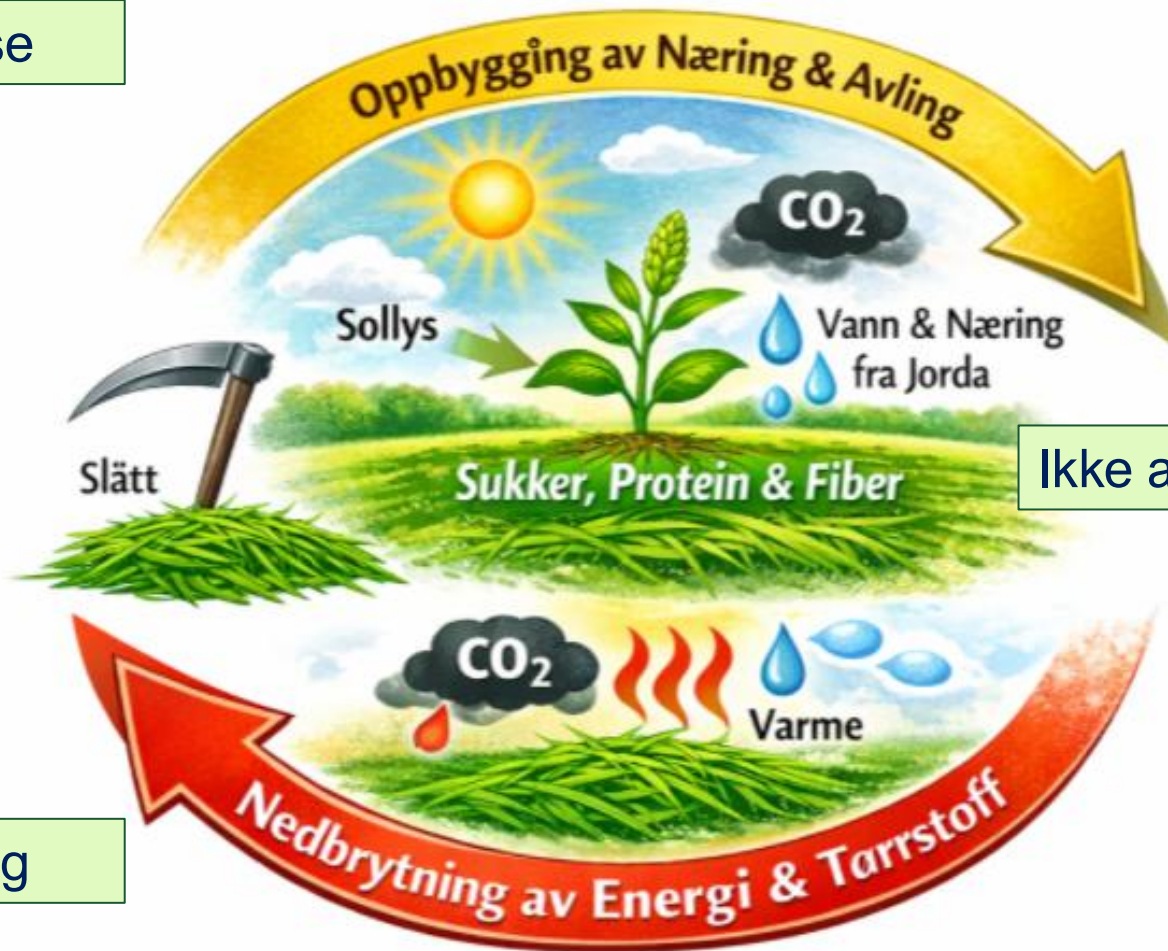 se
Oppbygging av Næring & Avling
CO₂
Sollys
Vann & Næring
fra Jorda
Slätt
Sukker, Protein & Fiber
Ikke a
CO₂
Varme
Nedbrytning av Energi & Tarrstoff
g